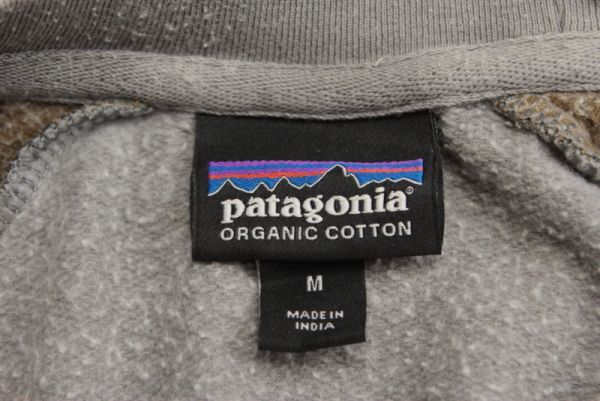 patagonia®
ORGANIC COTTON
M
MADE IN
INDIA